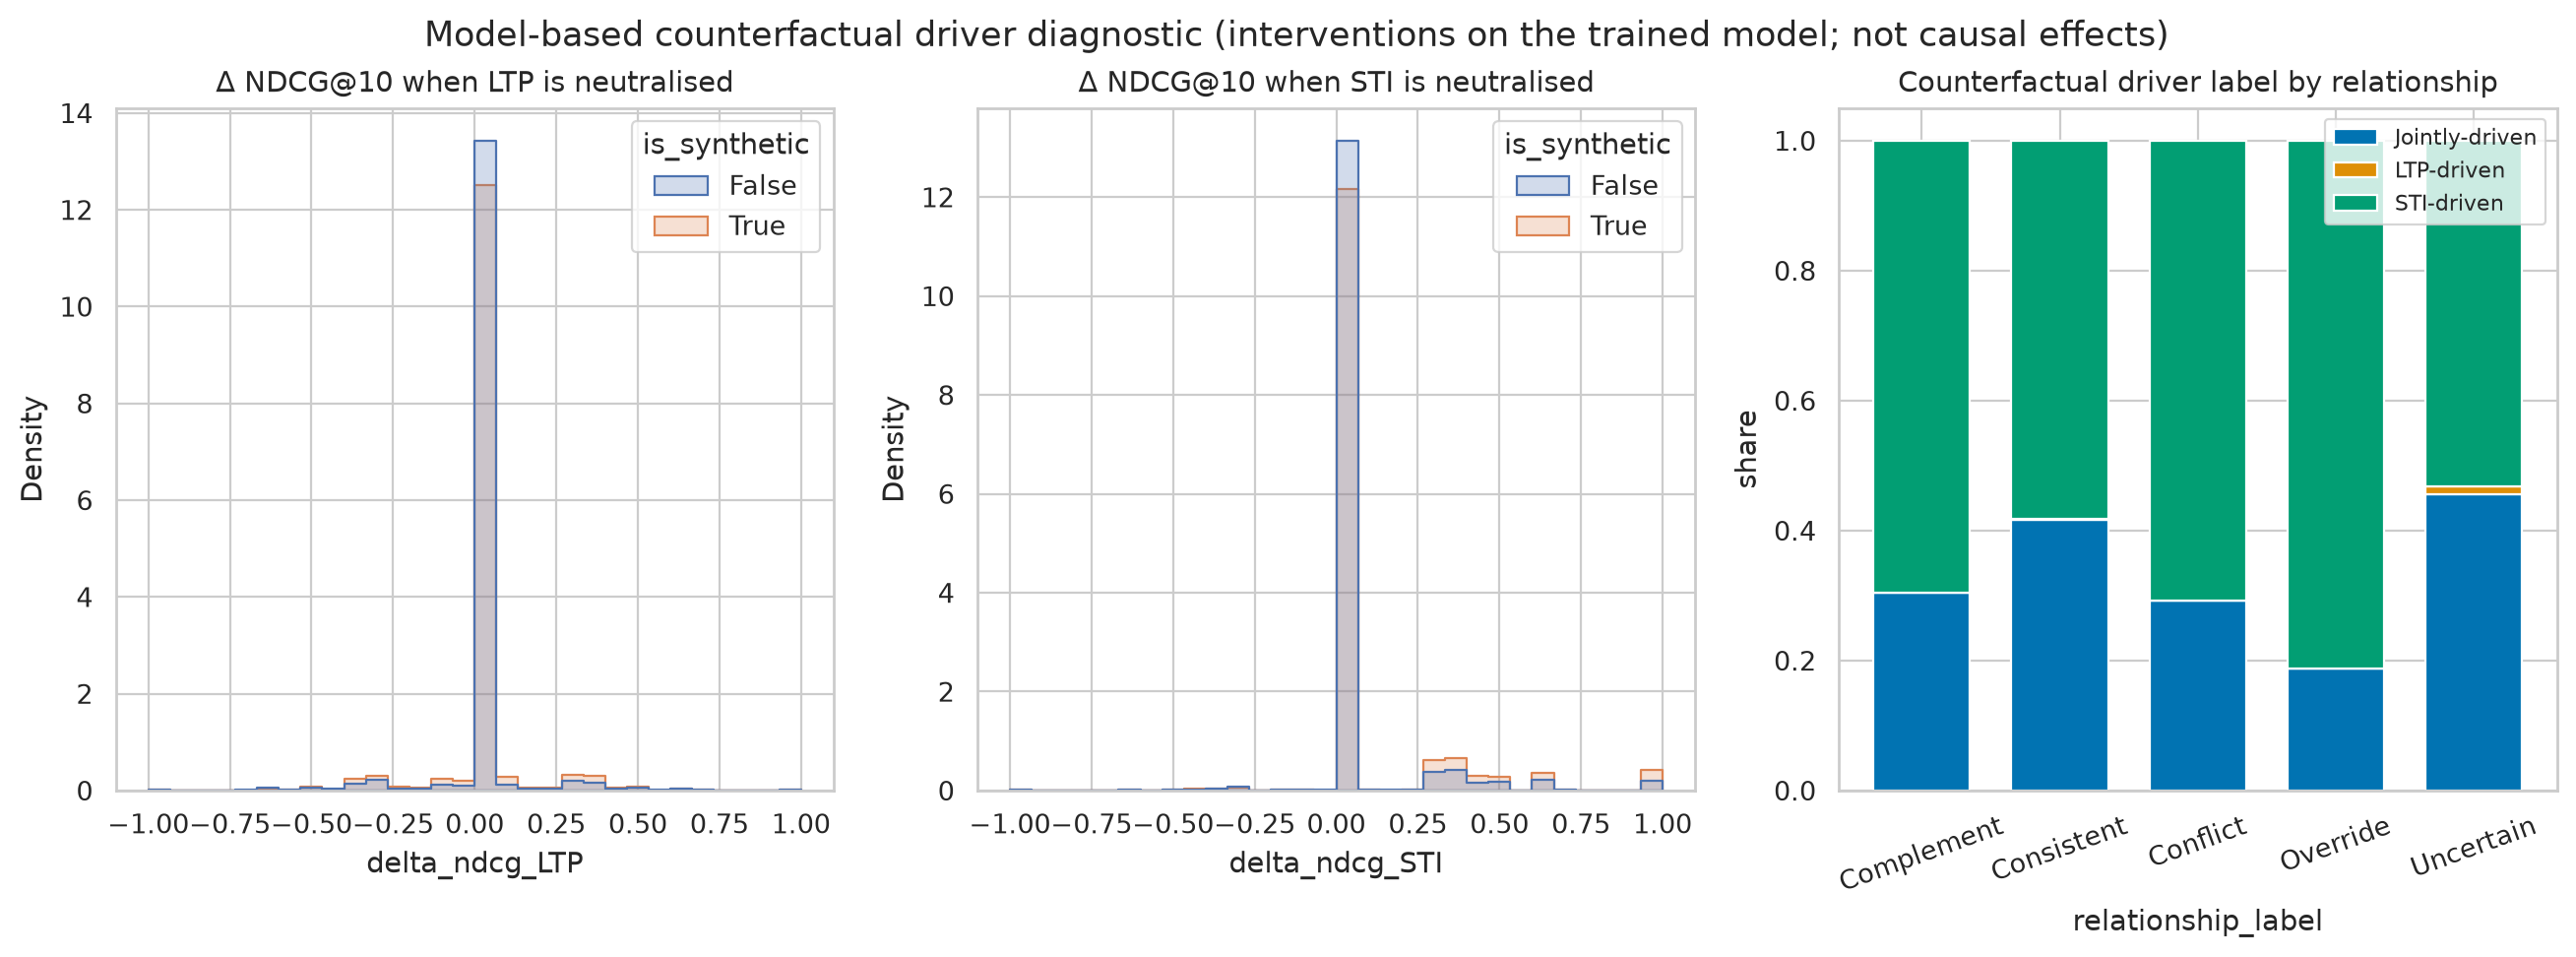 Model-based counterfactual driver diagnostic (interventions on the trained model; not causal effects)
Δ NDCG@10 when LTP is neutralised
14
12
10
8
6
4
2
0
Density
−1.00
−0.75
−0.50
−0.25
0.00
0.25
0.50
0.75
1.00
delta_ndcg_LTP
is_synthetic
False
True
Δ NDCG@10 when STI is neutralised
12
10
8
6
4
2
0
Density
−1.00
−0.75
−0.50
−0.25
0.00
0.25
0.50
0.75
1.00
delta_ndcg_STI
is_synthetic
False
True
Counterfactual driver label by relationship
1.0
0.8
0.6
0.4
0.2
0.0
share
Complement
Consistent
Conflict
Override
Uncertain
relationship_label
Jointly-driven
LTP-driven
STI-driven